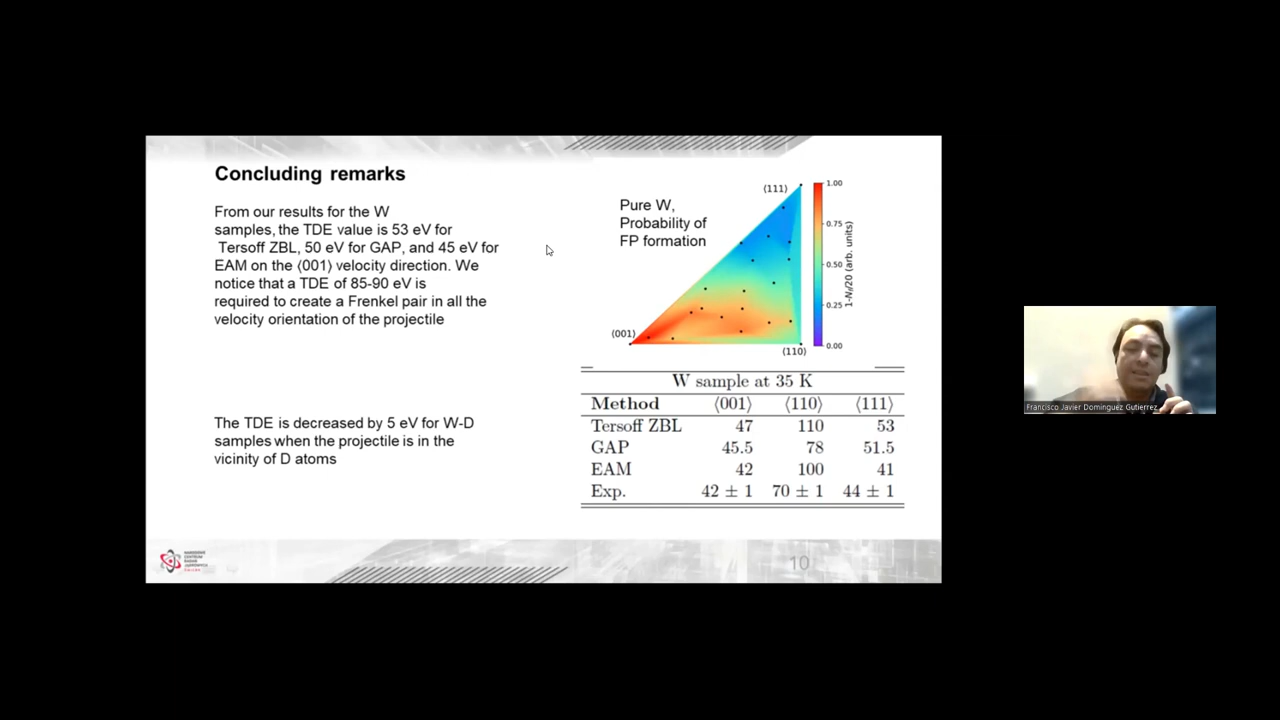 Concluding remarks
From our results for the W
samples, the TDE value is 53 eV for
Tersoff ZBL, 50 eV for GAP, and 45 eV for
EAM on the ⟨001⟩ velocity direction. We
notice that a TDE of 85-90 eV is
required to create a Frenkel pair in all the
velocity orientation of the projectile
The TDE is decreased by 5 eV for W-D
samples when the projectile is in the
vicinity of D atoms
Pure W,
Probability of
FP formation
⟨111⟩
⟨001⟩
⟨110⟩
1.00
0.75
0.50
0.25
0.00
W sample at 35 K
Method ⟨001⟩ ⟨110⟩ ⟨111⟩
Tersoff ZBL 47 110 53
GAP 45.5 78 51.5
EAM 42 100 41
Exp. 42 ± 1 70 ± 1 44 ± 1
10
Francisco Javier Dominguez Gutierrez